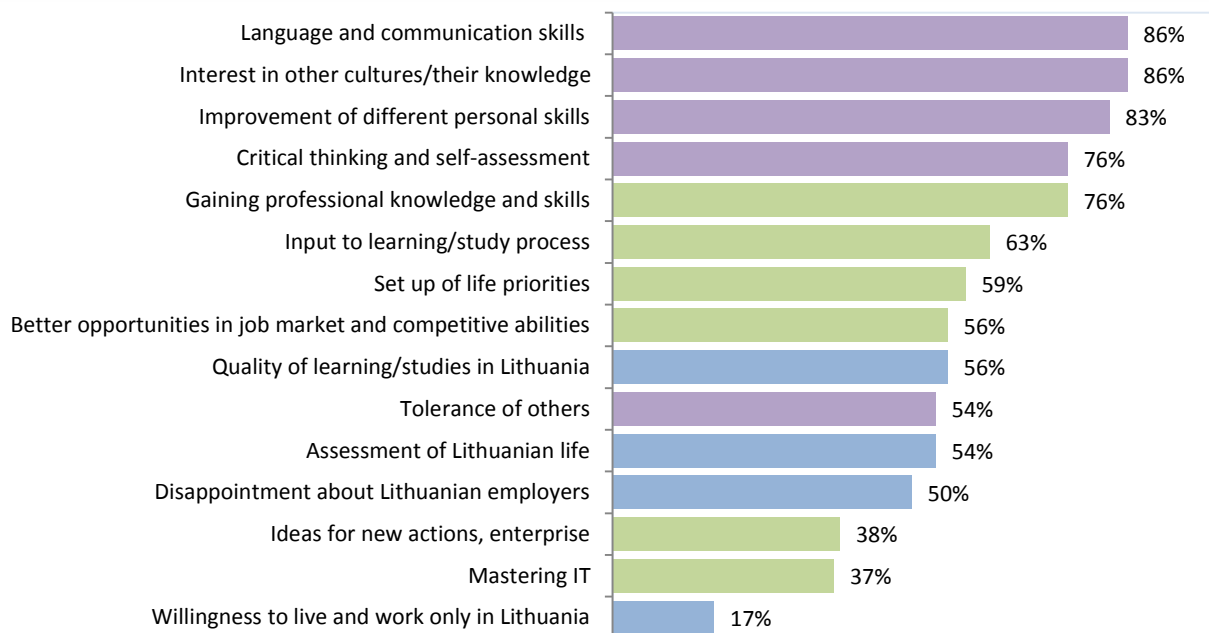 Language and communication skills 86%
Interest in other cultures/their knowledge 86%
Improvement of different personal skills 83%
Critical thinking and self-assessment 76%
Gaining professional knowledge and skills 76%
Input to learning/study process 63%
Set up of life priorities 59%
Better opportunities in job market and competitive abilities 56%
Quality of learning/studies in Lithuania 56%
Tolerance of others 54%
Assessment of Lithuanian life 54%
Disappointment about Lithuanian employers 50%
Ideas for new actions, enterprise 38%
Mastering IT 37%
Willingness to live and work only in Lithuania 17%